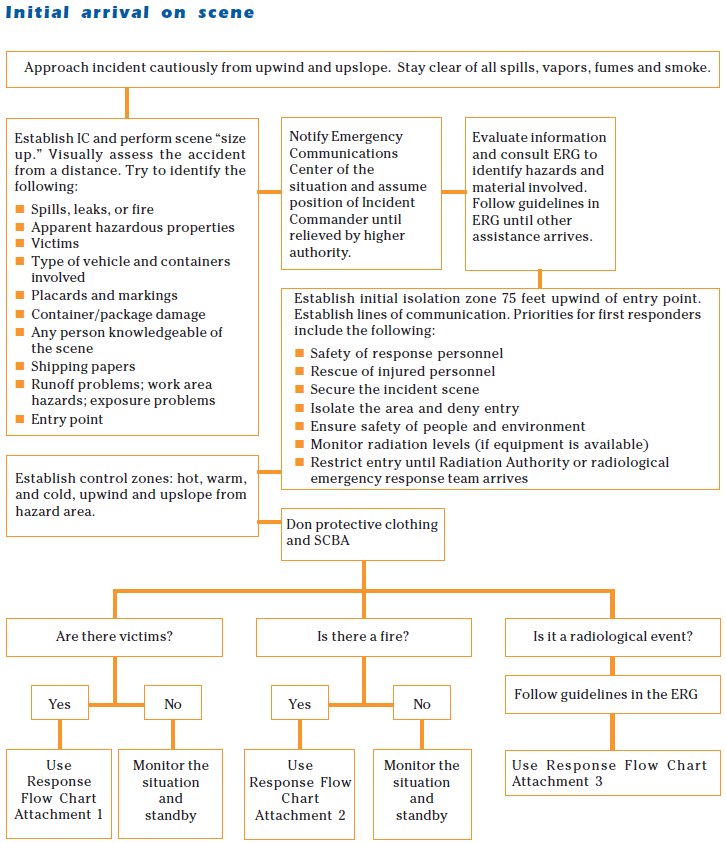 Initial arrival on scene
Approach incident cautiously from upwind and upslope. Stay clear of all spills, vapors, fumes and smoke.
Establish IC and perform scene “size
up.” Visually assess the accident
from a distance. Try to identify the
following:
Spills, leaks, or fire
Apparent hazardous properties
Victims
Type of vehicle and containers
involved
Placards and markings
Container/package damage
Any person knowledgeable of
the scene
Shipping papers
Runoff problems; work area
hazards; exposure problems
Entry point
Notify Emergency
Communications
Center of the
situation and assume
position of Incident
Commander until
relieved by higher
authority.
Evaluate information
and consult ERG to
identify hazards and
material involved.
Follow guidelines in
ERG until other
assistance arrives.
Establish initial isolation zone 75 feet upwind of entry point.
Establish lines of communication. Priorities for first responders
include the following:
Safety of response personnel
Rescue of injured personnel
Secure the incident scene
Isolate the area and deny entry
Ensure safety of people and environment
Monitor radiation levels (if equipment is available)
Restrict entry until Radiation Authority or radiological
emergency response team arrives
Establish control zones: hot, warm,
and cold, upwind and upslope from
hazard area.
Don protective clothing
and SCBA
Are there victims?
Yes
No
Use
Response
Flow Chart
Attachment 1
Monitor the
situation
and
standby
Is there a fire?
Yes
No
Use
Response Flow
Chart
Attachment 2
Monitor the
situation
and
standby
Is it a radiological event?
Follow guidelines in the ERG
Use Response Flow Chart
Attachment 3